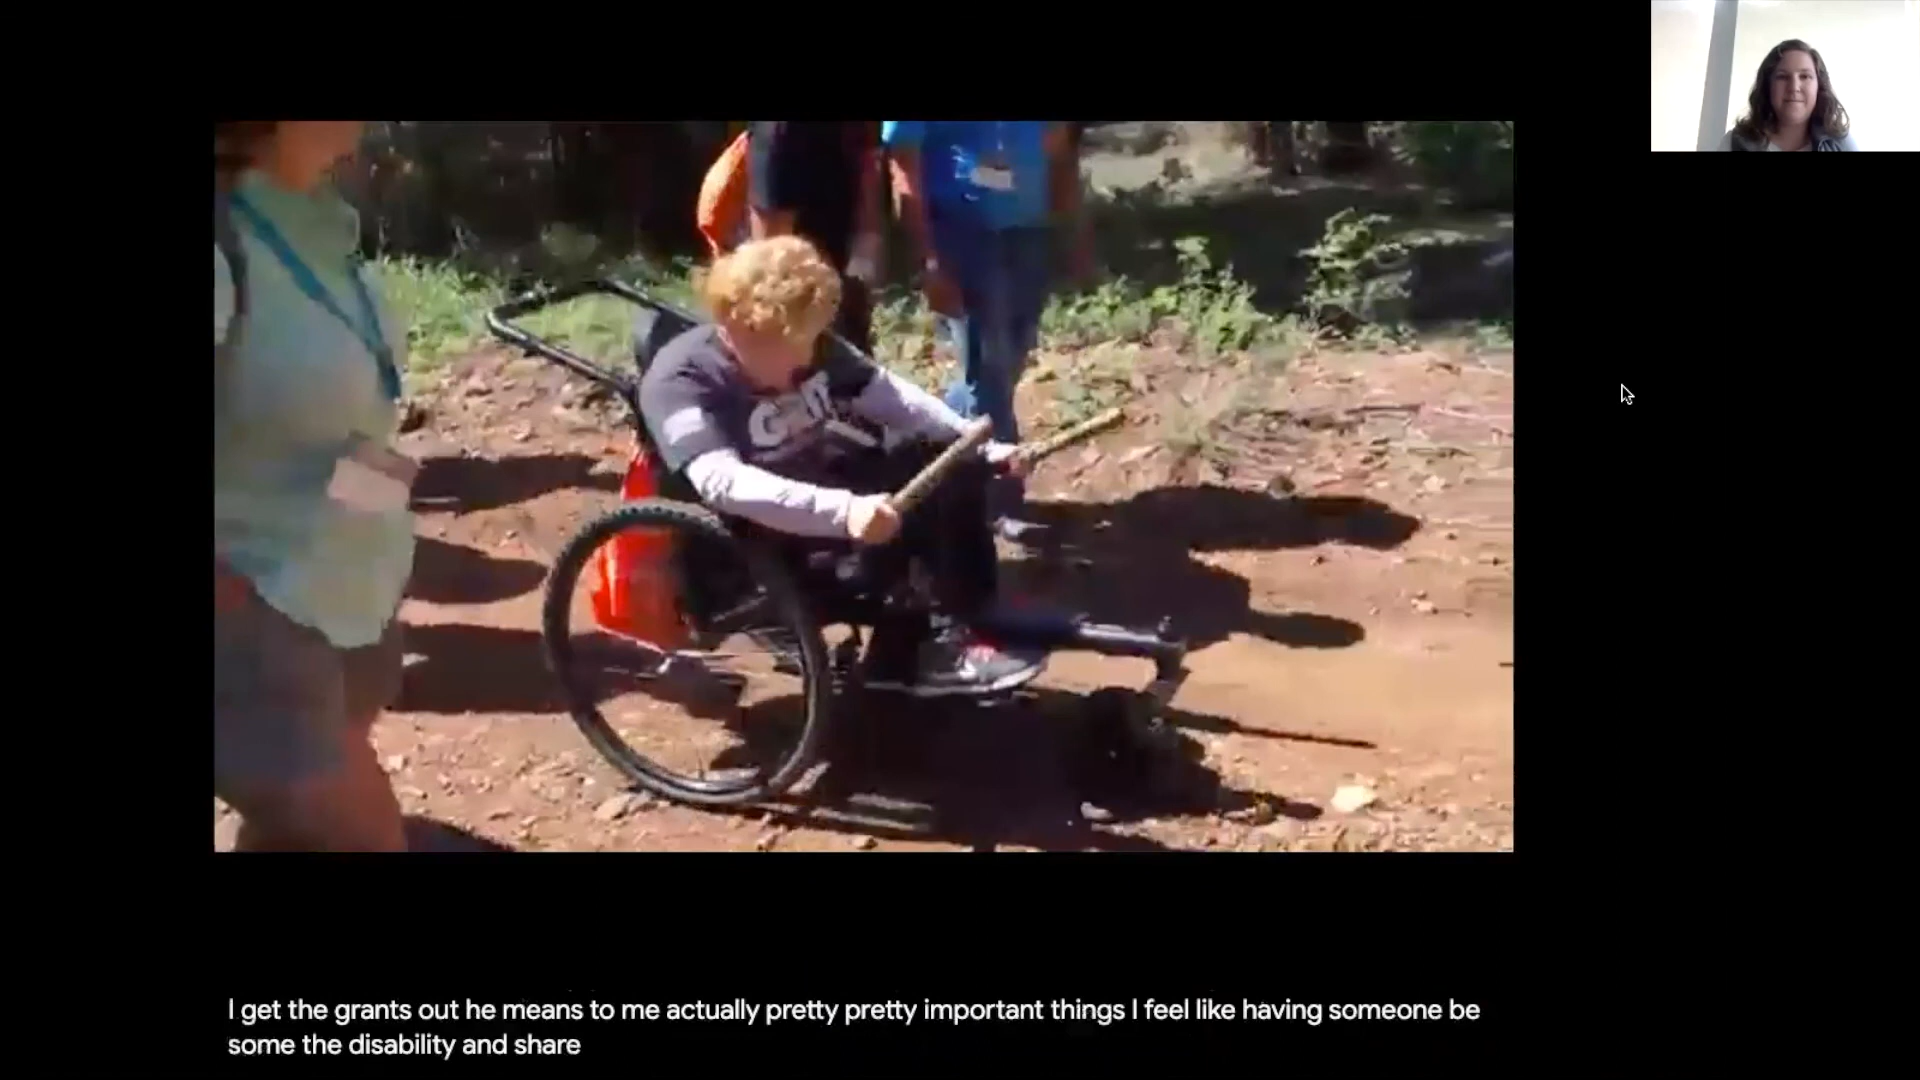 I get the grants out he means to me actually pretty pretty important things I feel like having someone be
some the disability and share